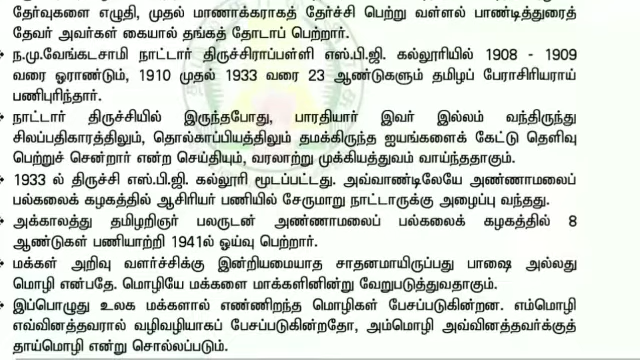 தேர்வுகளை எழுதி, முதல் மாணாக்கராகத் தேர்ச்சி பெற்று வள்ளல் பாண்டித்துரைத்
தேவர் அவர்கள் கையால் தங்கத் தோடாப் பெற்றார்.
ந.மு.வேங்கடசாமி நாட்டார் திருச்சிராப்பள்ளி எஸ்.பி.ஜி. கல்லூரியில் 1908 - 1909
வரை ஓராண்டும், 1910 முதல் 1933 வரை 23 ஆண்டுகளும் தமிழப் பேராசிரியராய்
பணிபுரிந்தார்.
நாட்டார் திருச்சியில் இருந்தபோது, பாரதியார் இவர் இல்லம் வந்திருந்து
சிலப்பதிகாரத்திலும், தொல்காப்பியத்திலும் தமக்கிருந்த ஐயங்களைக் கேட்டு தெளிவு
பெற்றுச் சென்றார் என்ற செய்தியும், வரலாற்று முக்கியத்துவம் வாய்ந்ததாகும்.
1933 ல் திருச்சி எஸ்.பி.ஜி. கல்லூரி மூடப்பட்டது. அவ்வாண்டிலேயே அண்ணாமலைப்
பல்கலைக் கழகத்தில் ஆசிரியர் பணியில் சேருமாறு நாட்டாருக்கு அழைப்பு வந்தது.
அக்காலத்து தமிழறிஞர் பலருடன் அண்ணாமலைப் பல்கலைக் கழகத்தில் 8
ஆண்டுகள் பணியாற்றி 1941ல் ஓய்வு பெற்றார்.
மக்கள் அறிவு வளர்ச்சிக்கு இன்றியமையாத சாதனமாயிருப்பது பாஷை அல்லது
மொழி என்பதே. மொழியே மக்களை மாக்களினின்று வேறுபடுத்துவதாகும்.
இப்பொழுது உலக மக்களால் எண்ணிறந்த மொழிகள் பேசப்படுகின்றன. எம்மொழி
எவ்வினத்தவரால் வழிவழியாகப் பேசப்படுகின்றதோ, அம்மொழி அவ்வினத்தவர்க்குத்
தாய்மொழி என்று சொல்லப்படும்.